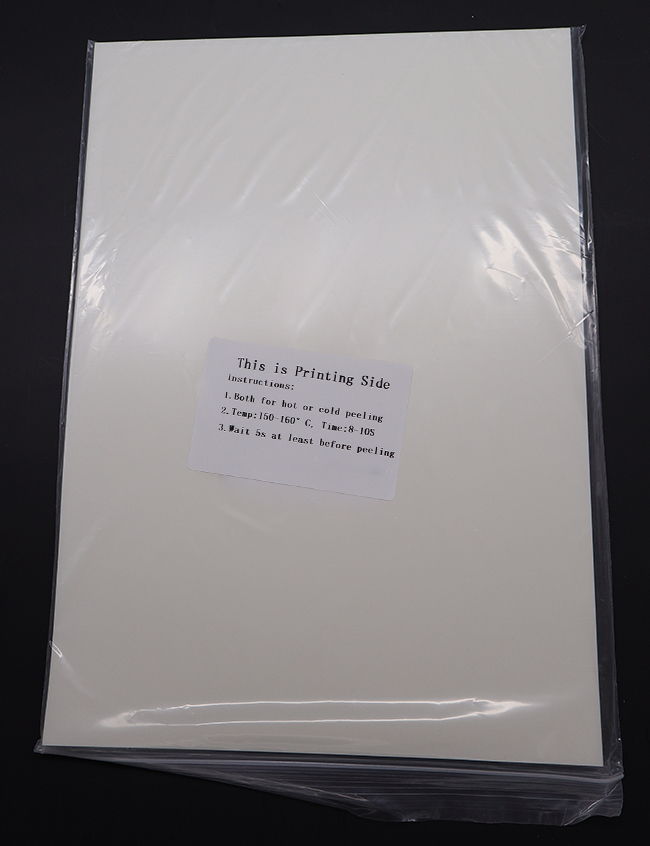 This is Printing Side
Instructions:
1. Both for hot or cold peeling
2. Temp:150-160° C, Time:8-10S
3. Wait 5s at least before peeling